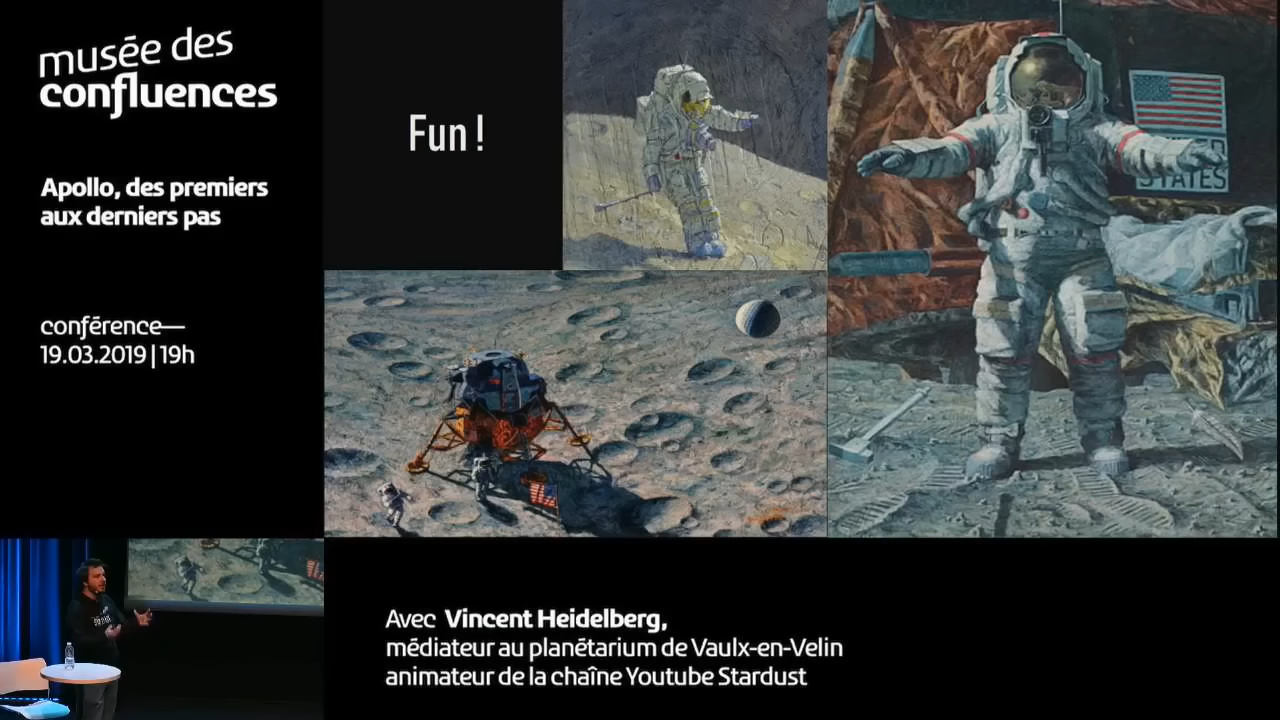 musée des
confluences
Apollo, des premiers
aux derniers pas
conférence—
19.03.2019 | 19h
Fun !
STATES
Avec Vincent Heidelberg,
médiateur au planétarium de Vaulx-en-Velin
animateur de la chaîne Youtube Stardust